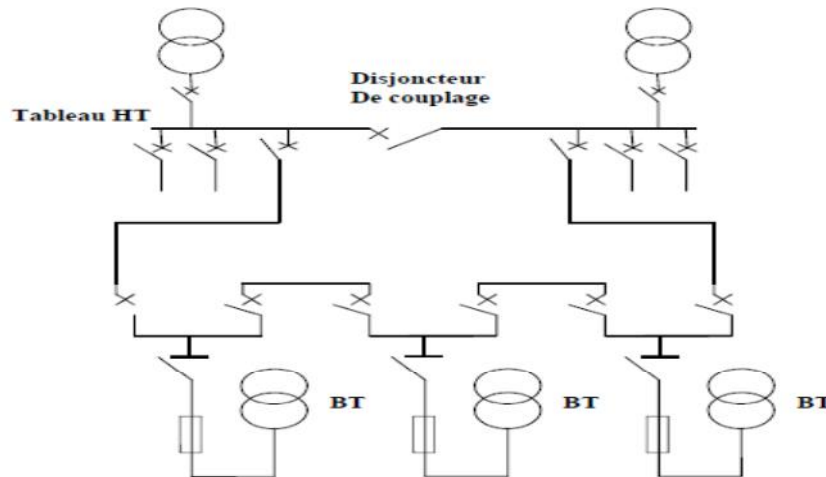 Disjoncteur
De couplage
Tableau HT
BT
BT
BT